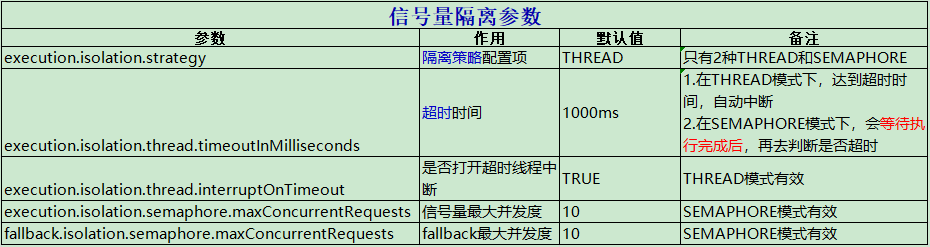 信号量隔离参数
参数 作用 默认值 备注
execution.isolation.strategy 隔离策略配置项 THREAD 只有2种THREAD和SEMAPHORE
execution.isolation.thread.timeoutInMilliseconds 超时时间 1000ms 1.在THREAD模式下，达到超时时
间，自动中断
2.在SEMAPHORE模式下，会等待执
行完成后，再去判断是否超时
execution.isolation.thread.interruptOnTimeout 是否打开超时线程中
断 TRUE THREAD模式有效
execution.isolation.semaphore.maxConcurrentRequests 信号量最大并发度 10 SEMAPHORE模式有效
fallback.isolation.semaphore.maxConcurrentRequests fallback最大并发度 10 SEMAPHORE模式有效